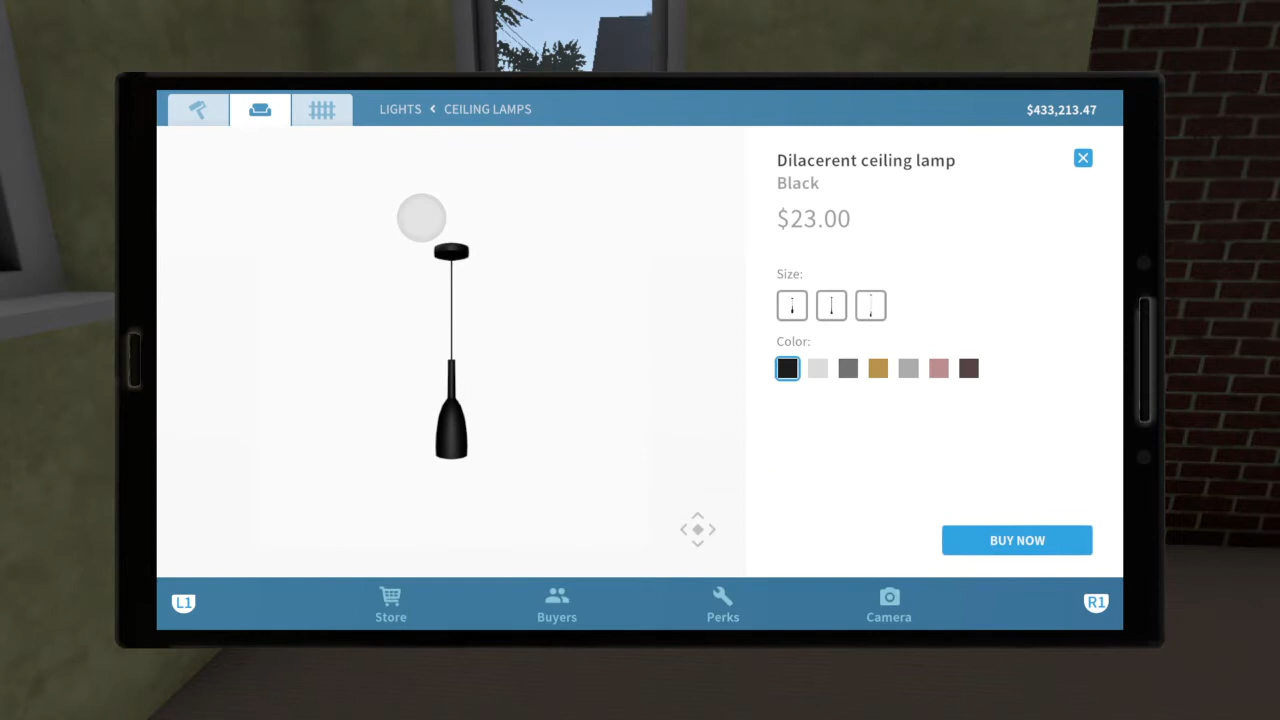 LIGHTS < CEILING LAMPS
$433,213.47
Dilacerent ceiling lamp
Black
$23.00
Size:
Color:
BUY NOW
L1
Store
Buyers
Perks
Camera
R1